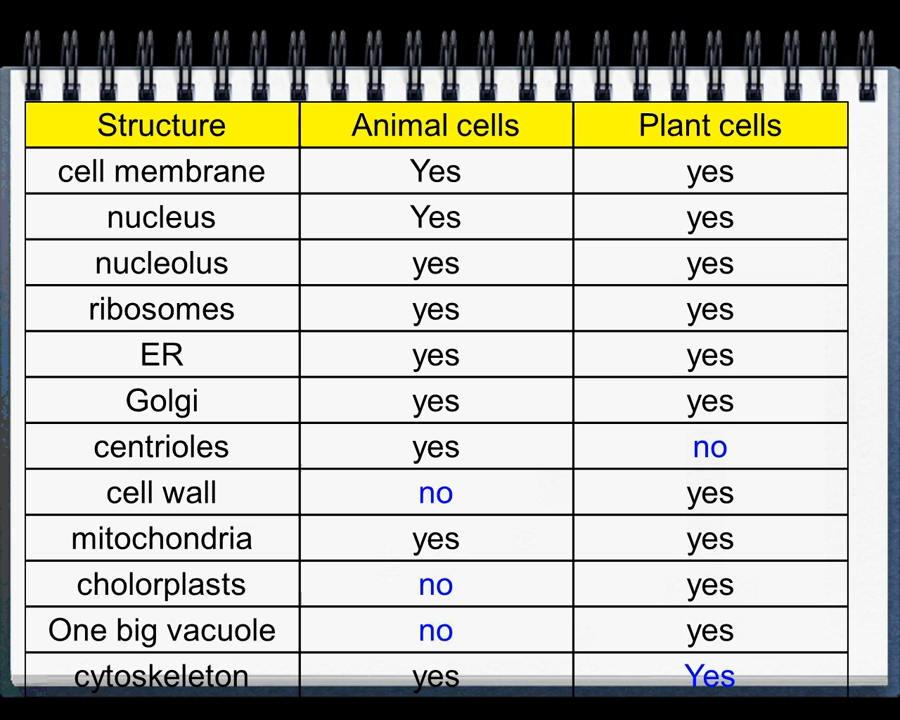 Structure Animal cells Plant cells
cell membrane Yes yes
nucleus Yes yes
nucleolus yes yes
ribosomes yes yes
ER yes yes
Golgi yes yes
centrioles yes no
cell wall no yes
mitochondria yes yes
cholorplasts no yes
One big vacuole no yes
cytoskeleton yes Yes